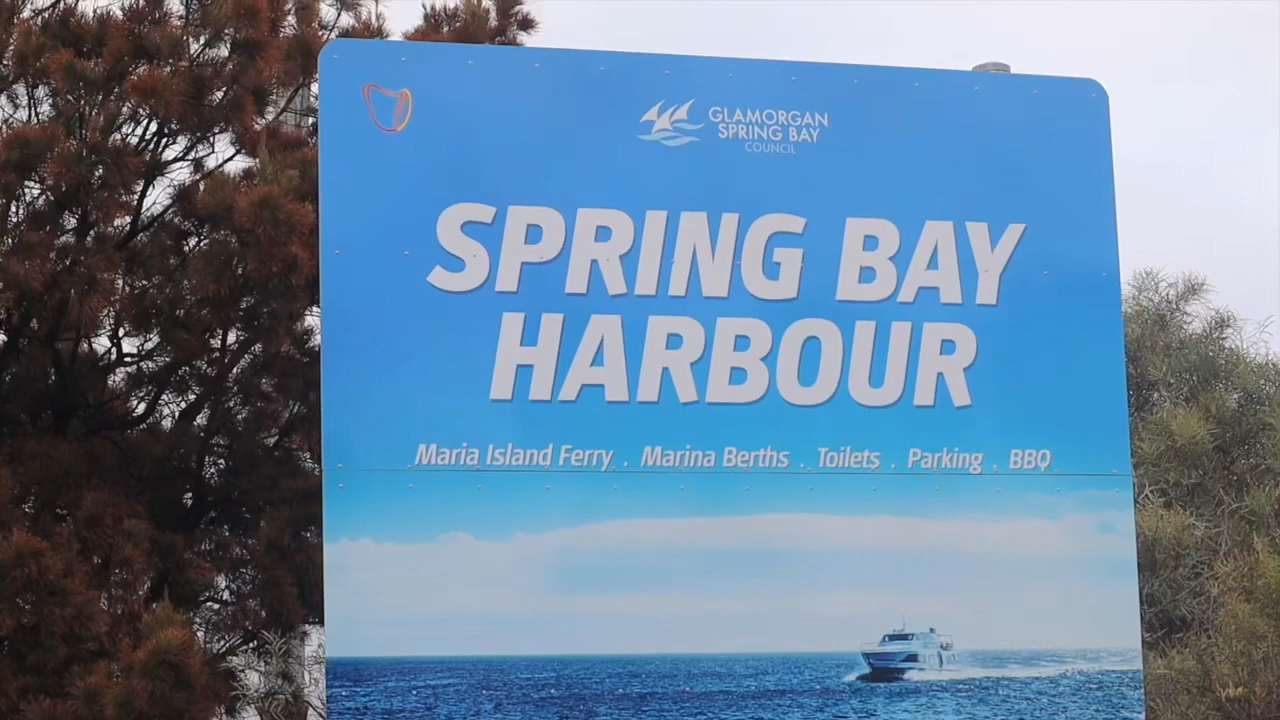 GLAMORGAN
SPRING BAY
COUNCIL
SPRING BAY
HARBOUR
Maria Island Ferry . Marina Berths . Toilets . Parking . BBQ